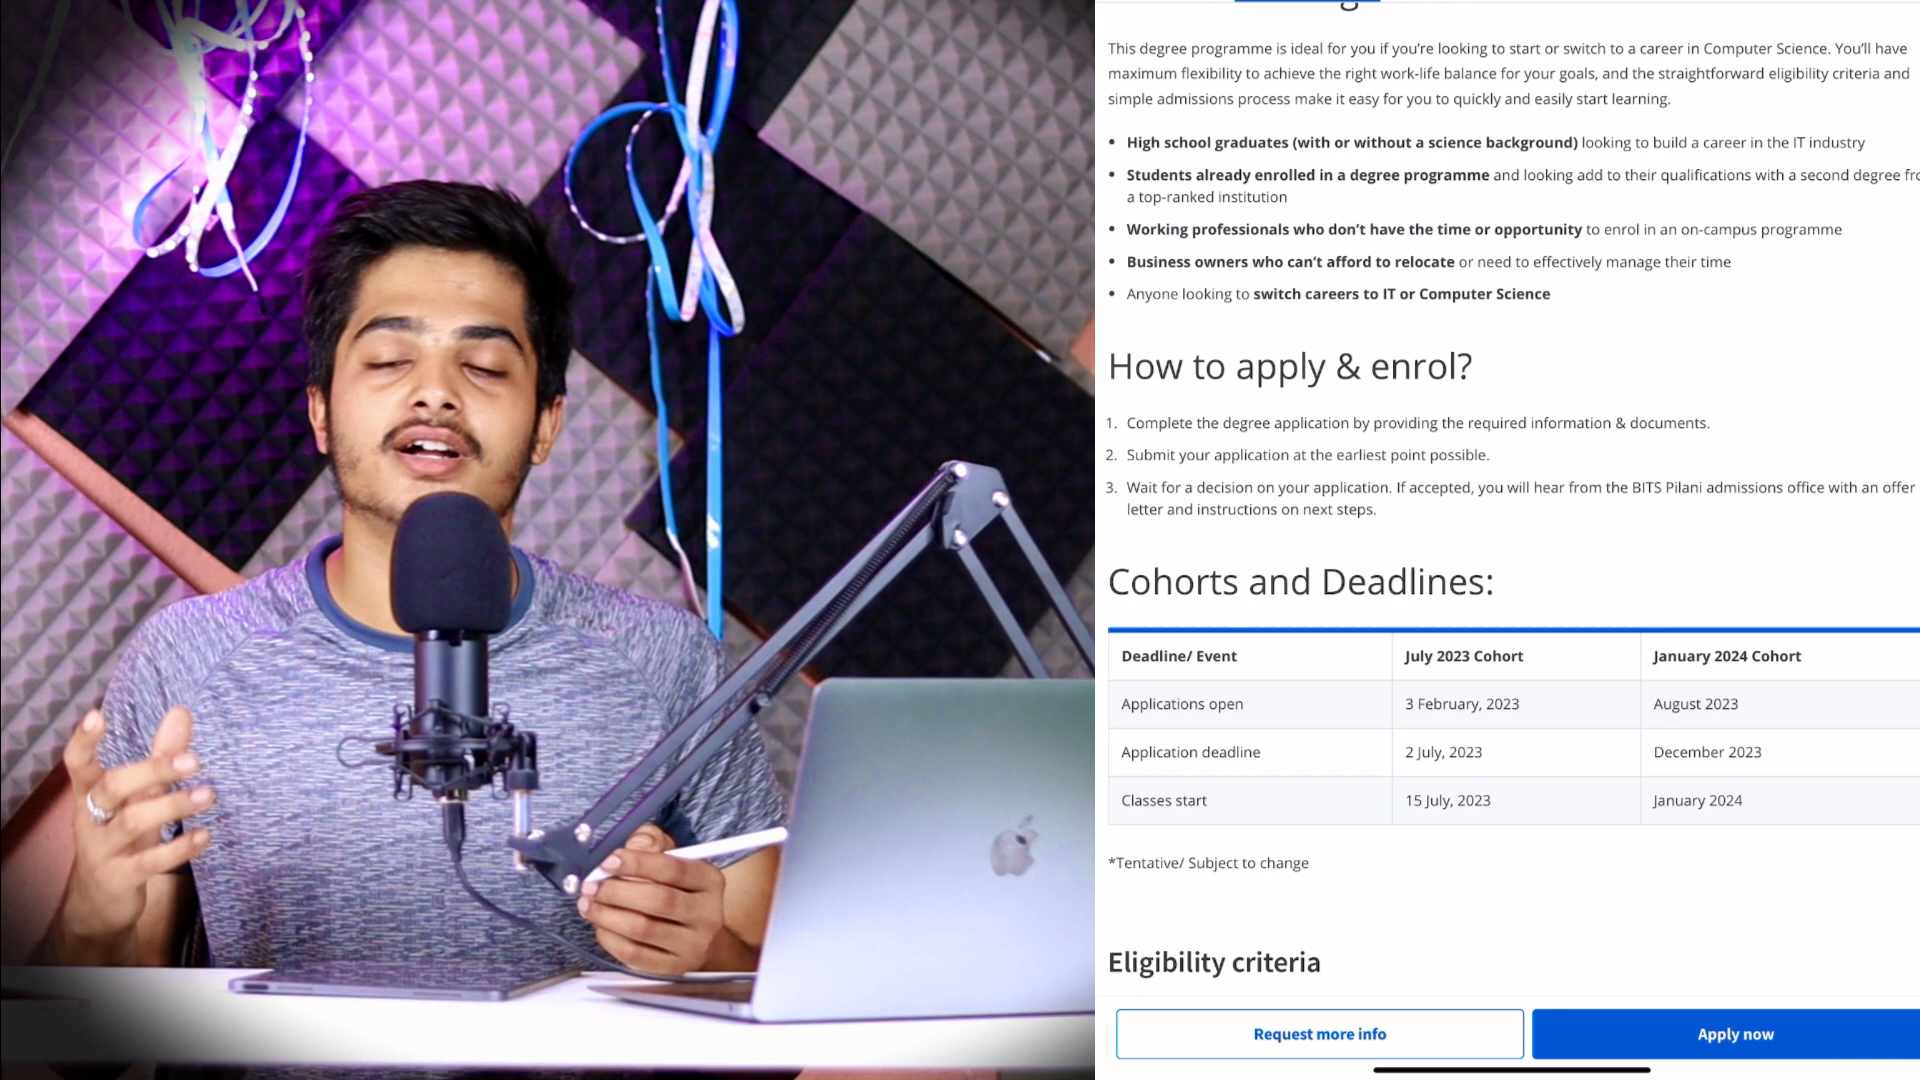 This degree programme is ideal for you if you're looking to start or switch to a career in Computer Science. You'll have
maximum flexibility to achieve the right work-life balance for your goals, and the straightforward eligibility criteria and
simple admissions process make it easy for you to quickly and easily start learning.
• High school graduates (with or without a science background) looking to build a career in the IT industry
• Students already enrolled in a degree programme and looking add to their qualifications with a second degree
a top-ranked institution
• Working professionals who don't have the time or opportunity to enrol in an on-campus programme
• Business owners who can't afford to relocate or need to effectively manage their time
• Anyone looking to switch careers to IT or Computer Science
How to apply & enrol?
1. Complete the degree application by providing the required information & documents.
2. Submit your application at the earliest point possible.
3. Wait for a decision on your application. If accepted, you will hear from the BITS Pilani admissions office with an offer
letter and instructions on next steps.
Cohorts and Deadlines:
Deadline/ Event July 2023 Cohort January 2024 Cohort
Applications open 3 February, 2023 August 2023
Application deadline 2 July, 2023 December 2023
Classes start 15 July, 2023 January 2024
*Tentative/ Subject to change
Eligibility criteria
Request more info Apply now